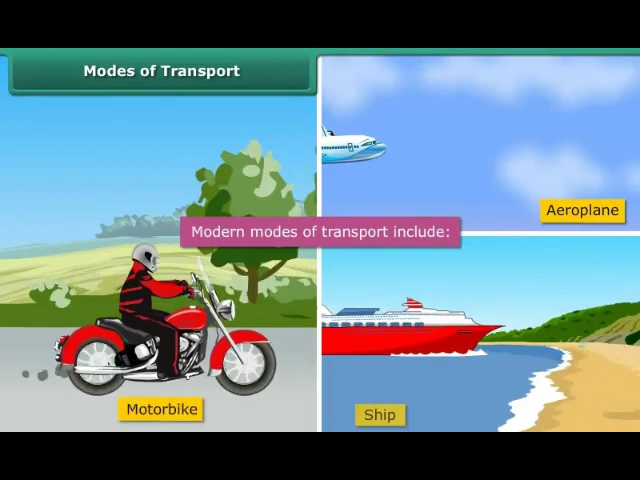 Modes of Transport
Aeroplane
Modern modes of transport include:
Motorbike
Ship